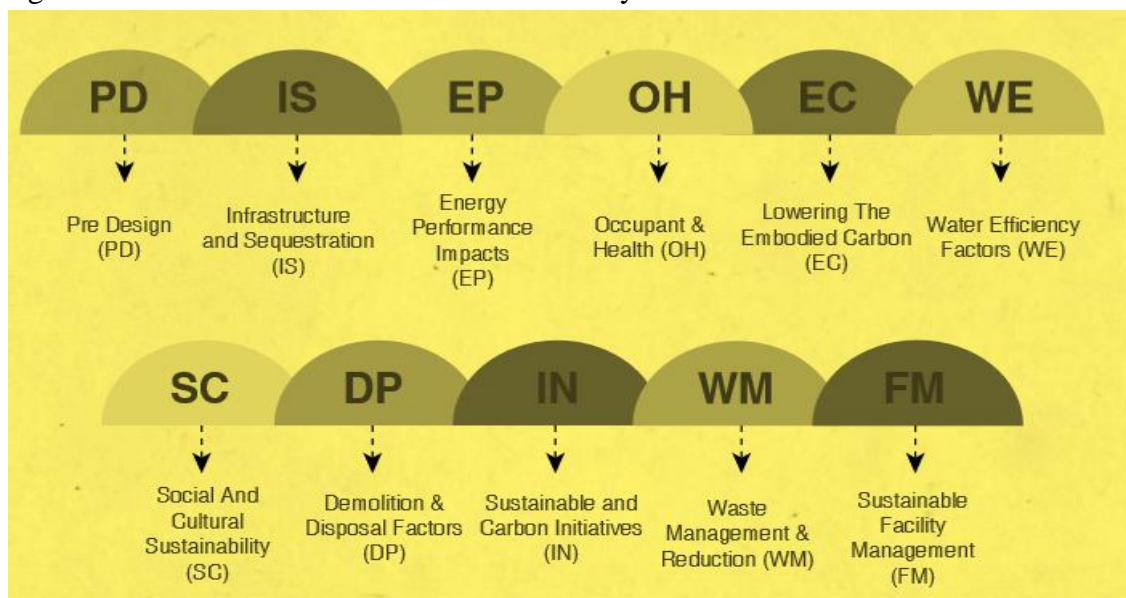 PD IS EP OH EC WE
Pre Design
(PD)
Infrastructure
and Sequestration
(IS)
Energy
Performance
Impacts
(EP)
Occupant &
Health (OH)
Lowering The
Embodied Carbon
(EC)
Water Efficiency
Factors (WE)
SC DP IN WM FM
Social And
Cultural
Sustainability
(SC)
Demolition &
Disposal Factors
(DP)
Sustainable and
Carbon Initiatives
(IN)
Waste
Management &
Reduction (WM)
Sustainable
Facility
Management
(FM)